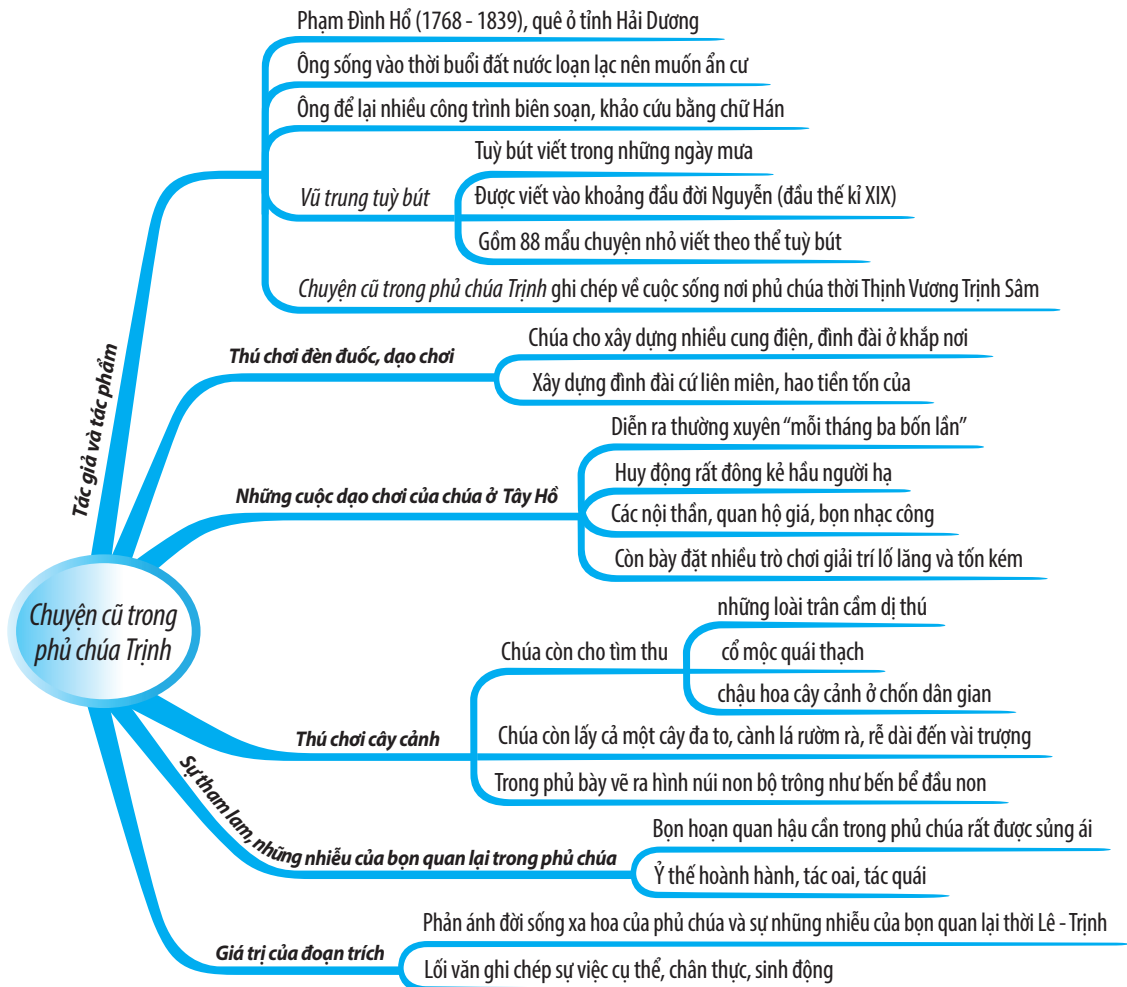 Phạm Đình Hổ (1768 - 1839), quê ỏ tỉnh Hải Dương
Ông sống vào thời buổi đất nước loạn lạc nên muốn ẩn cư
Ông để lại nhiều công trình biên soạn, khảo cứu bằng chữ Hán
Tuỳ bút viết trong những ngày mưa
Vũ trung tuỳ bút
Được viết vào khoảng đầu đời Nguyễn (đầu thế kỉ XIX)
Gồm 88 mẩu chuyện nhỏ viết theo thể tuỳ bút
Chuyện cũ trong phủ chúa Trịnh ghi chép về cuộc sống nơi phủ chúa thời Thịnh Vương Trịnh Sâm
Tác giả và tác phẩm
Thú chơi đèn đuốc, dạo chơi
Chúa cho xây dựng nhiều cung điện, đình đài ở khắp nơi
Xây dựng đình đài cứ liên miên, hao tiền tốn của
Những cuộc dạo chơi của chúa ở Tây Hồ
Diễn ra thường xuyên “mỗi tháng ba bốn lần”
Huy động rất đông kẻ hầu người hạ
Các nội thần, quan hộ giá, bọn nhạc công
Còn bày đặt nhiều trò chơi giải trí lố lăng và tốn kém
Chuyện cũ trong
phủ chúa Trịnh
Thú chơi cây cảnh
Chúa còn cho tìm thu
những loài trân cầm dị thú
cổ mộc quái thạch
chậu hoa cây cảnh ở chốn dân gian
Chúa còn lấy cả một cây đa to, cành lá rườm rà, rễ dài đến vài trượng
Trong phủ bày vẽ ra hình núi non bộ trông như bến bể đầu non
Sự tham lam, những nhiễu của bọn quan lại trong phủ chúa
Bọn hoạn quan hậu cần trong phủ chúa rất được sủng ái
Ỷ thế hoành hành, tác oai, tác quái
Giá trị của đoạn trích
Phản ánh đời sống xa hoa của phủ chúa và sự nhũng nhiễu của bọn quan lại thời Lê - Trịnh
Lối văn ghi chép sự việc cụ thể, chân thực, sinh động